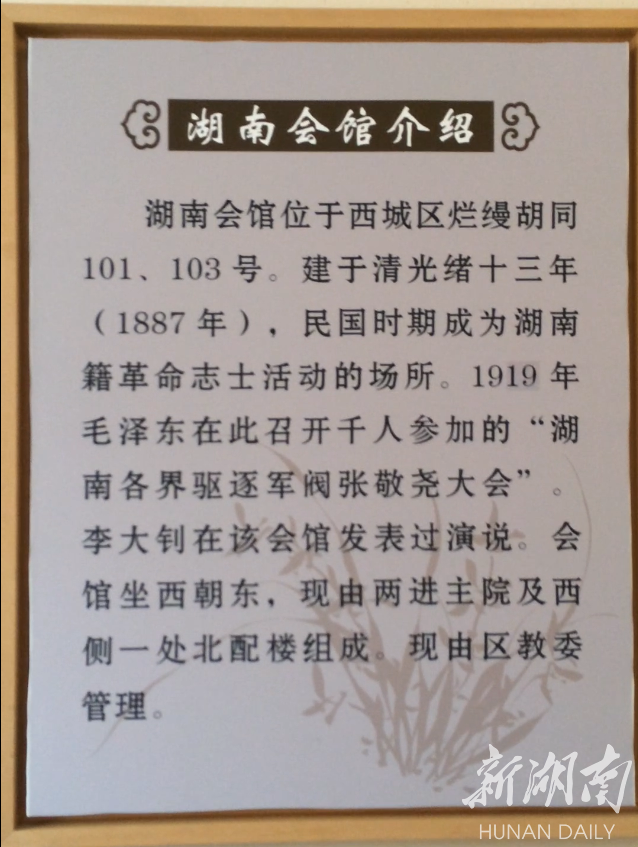 湖南会馆介绍
湖南会馆位于西城区烂缦胡同
101、103号。建于清光绪十三年
（1887年），民国时期成为湖南
籍革命志士活动的场所。1919年
毛泽东在此召开千人参加的“湖
南各界驱逐军阀张敬尧大会”。
李大钊在该会馆发表过演说。会
馆坐西朝东，现由两进主院及西
侧一处北配楼组成。现由区教委
管理。
新湖南
HUNAN DAILY